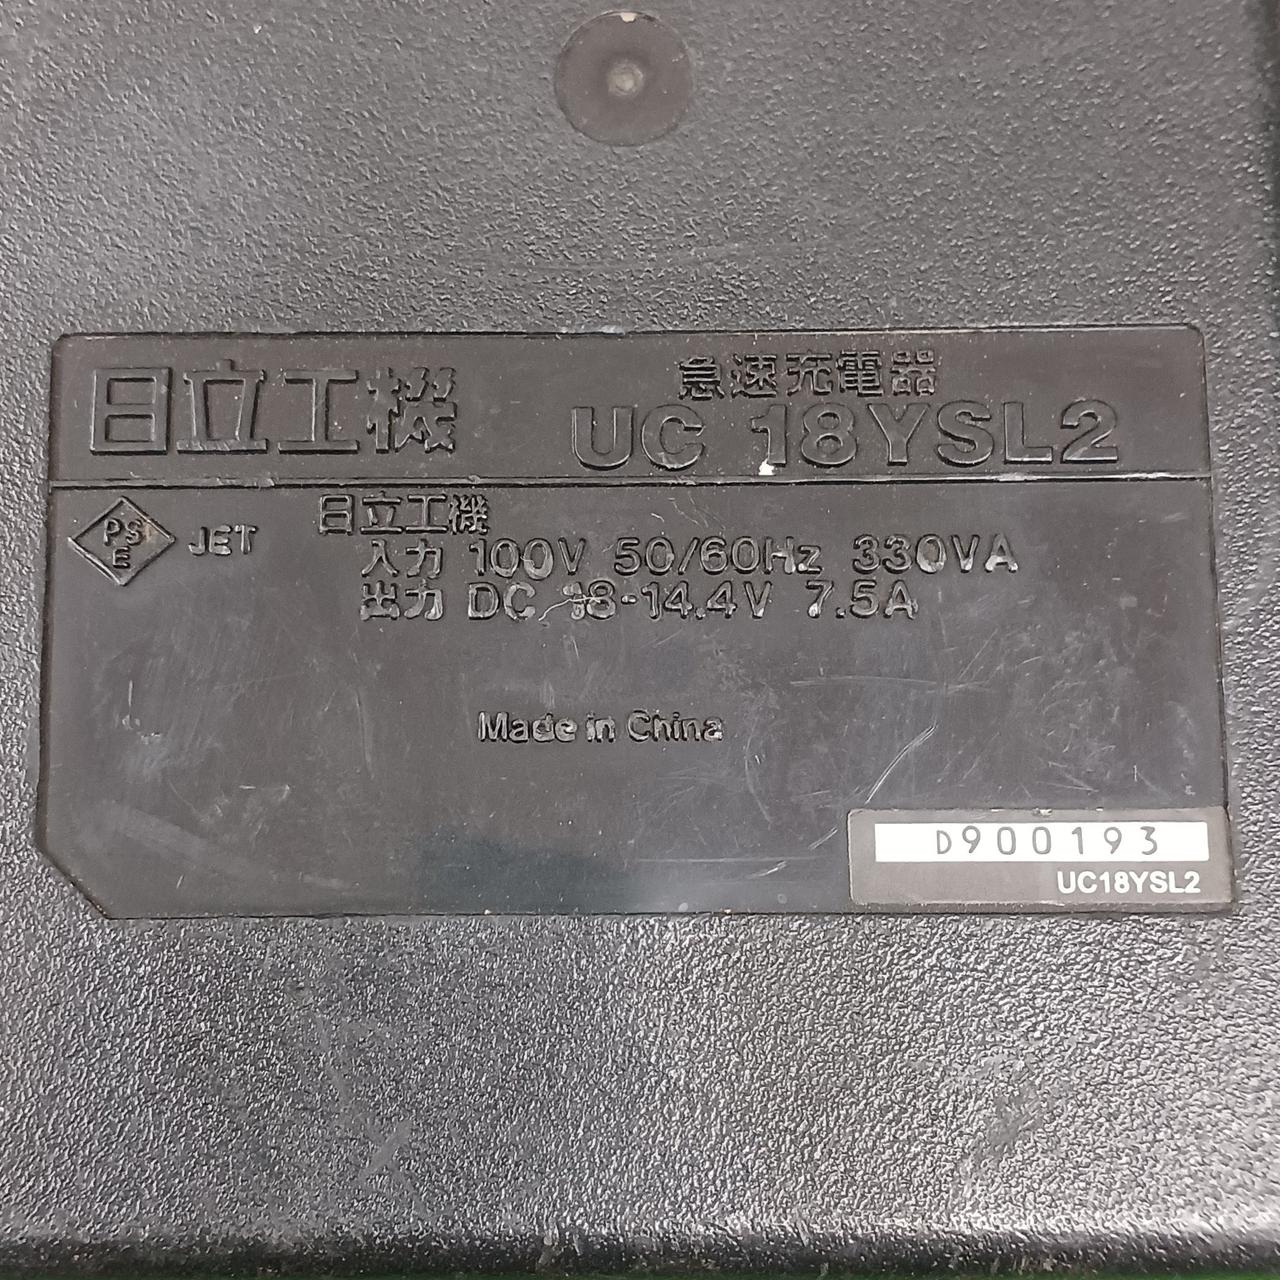 日立工機
急速充電器
UC 18YSL2
PS
E
JET
日立工機
入力 100V 50/60Hz 330VA
出力 DC 18-14.4V 7.5A
Made in China
D900193
UC18YSL2